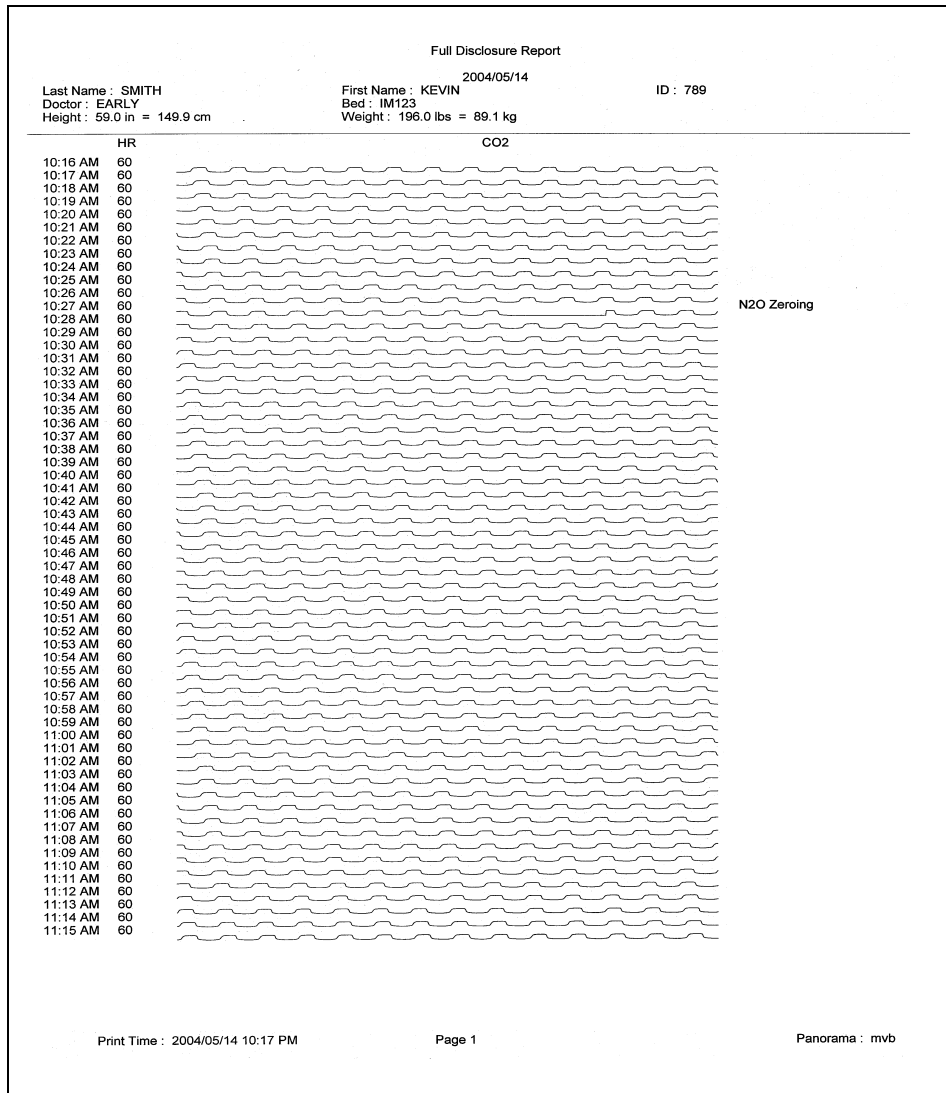 Full Disclosure Report
2004/05/14
Last Name : SMITH First Name : KEVIN ID : 789
Doctor : EARLY Bed : IM123
Height : 59.0 in = 149.9 cm Weight : 196.0 lbs = 89.1 kg
HR CO2
10:16 AM 60
10:17 AM 60
10:18 AM 60
10:19 AM 60
10:20 AM 60
10:21 AM 60
10:22 AM 60
10:23 AM 60
10:24 AM 60
10:25 AM 60
10:26 AM 60
10:27 AM 60 N2O Zeroing
10:28 AM 60
10:29 AM 60
10:30 AM 60
10:31 AM 60
10:32 AM 60
10:33 AM 60
10:34 AM 60
10:35 AM 60
10:36 AM 60
10:37 AM 60
10:38 AM 60
10:39 AM 60
10:40 AM 60
10:41 AM 60
10:42 AM 60
10:43 AM 60
10:44 AM 60
10:45 AM 60
10:46 AM 60
10:47 AM 60
10:48 AM 60
10:49 AM 60
10:50 AM 60
10:51 AM 60
10:52 AM 60
10:53 AM 60
10:54 AM 60
10:55 AM 60
10:56 AM 60
10:57 AM 60
10:58 AM 60
10:59 AM 60
11:00 AM 60
11:01 AM 60
11:02 AM 60
11:03 AM 60
11:04 AM 60
11:05 AM 60
11:06 AM 60
11:07 AM 60
11:08 AM 60
11:09 AM 60
11:10 AM 60
11:11 AM 60
11:12 AM 60
11:13 AM 60
11:14 AM 60
11:15 AM 60
Print Time : 2004/05/14 10:17 PM Page 1 Panorama : mvb